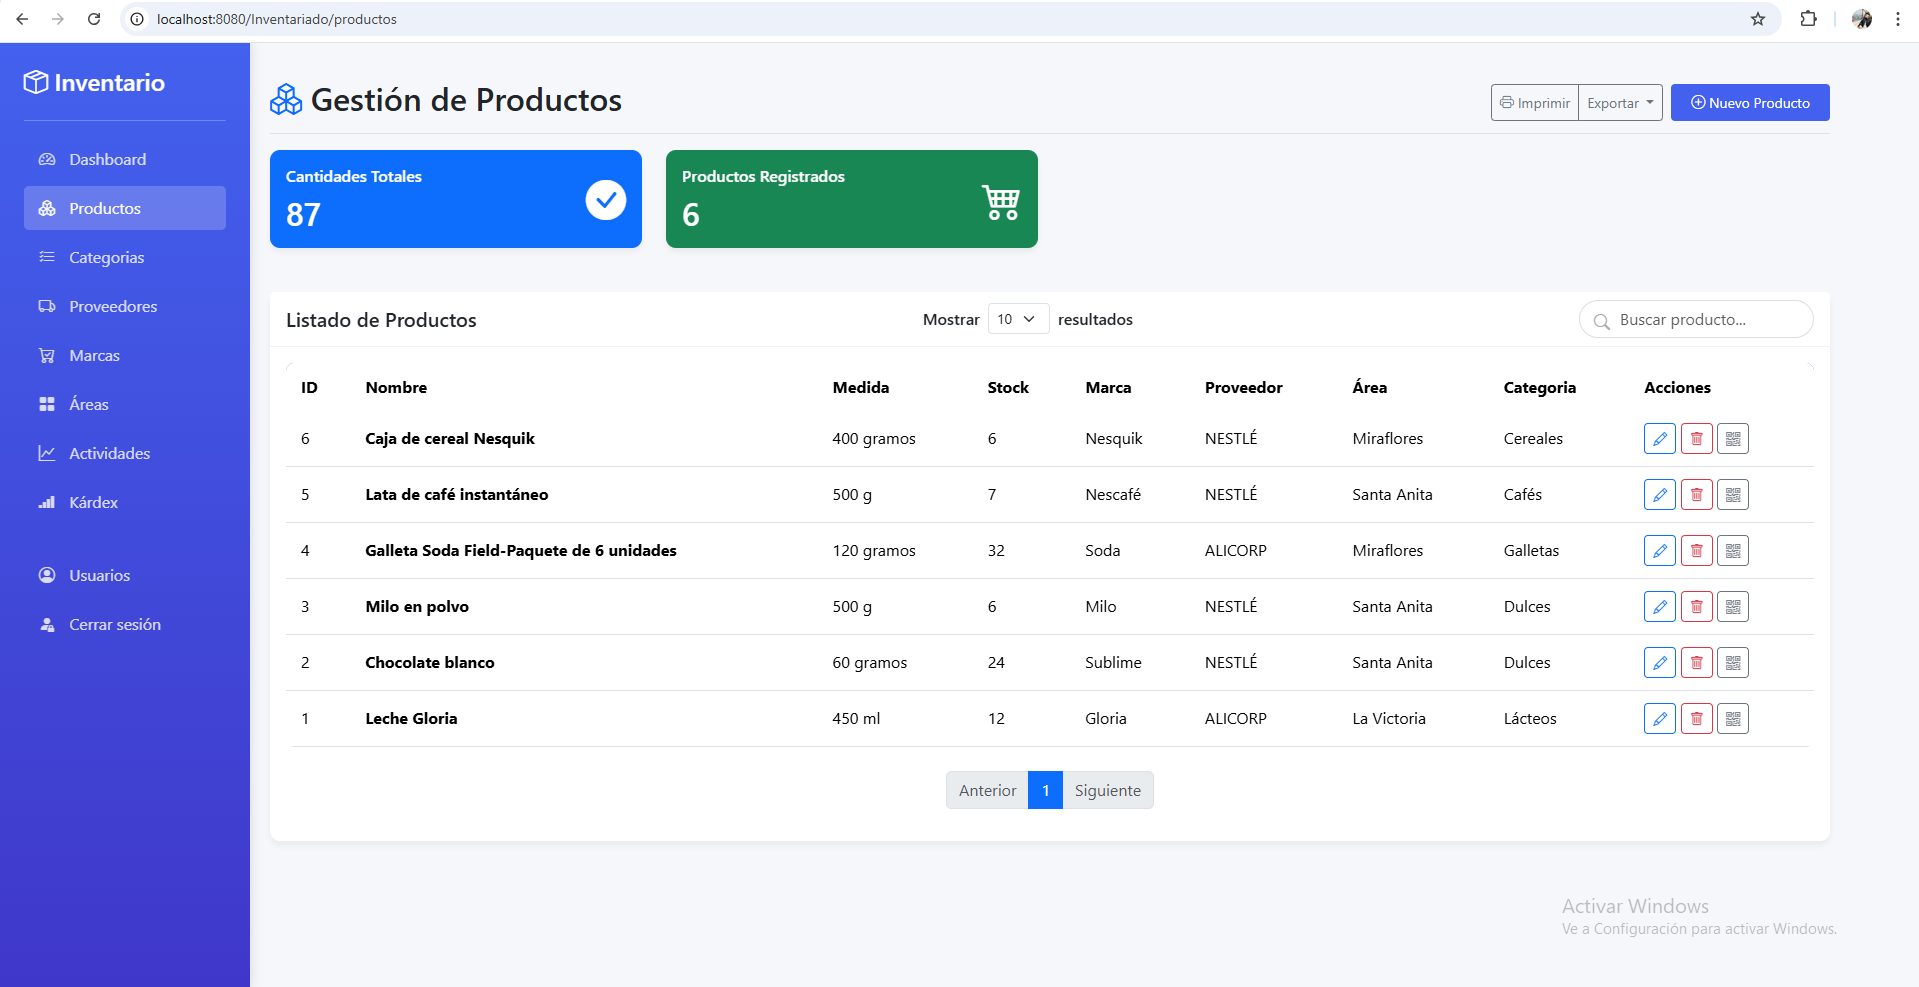 localhost:8080/Inventariado/productos
Inventario
Dashboard
Productos
Categorias
Proveedores
Marcas
Áreas
Actividades
Kárdex
Usuarios
Cerrar sesión
Gestión de Productos
Imprimir Exportar Nuevo Producto
Cantidades Totales
87
Productos Registrados
6
Listado de Productos Mostrar 10 resultados Buscar producto...
ID Nombre Medida Stock Marca Proveedor Área Categoria Acciones
6 Caja de cereal Nesquik 400 gramos 6 Nesquik NESTLÉ Miraflores Cereales
5 Lata de café instantáneo 500 g 7 Nescafé NESTLÉ Santa Anita Cafés
4 Galleta Soda Field-Paquete de 6 unidades 120 gramos 32 Soda ALICORP Miraflores Galletas
3 Milo en polvo 500 g 6 Milo NESTLÉ Santa Anita Dulces
2 Chocolate blanco 60 gramos 24 Sublime NESTLÉ Santa Anita Dulces
1 Leche Gloria 450 ml 12 Gloria ALICORP La Victoria Lácteos
Anterior 1 Siguiente
Activar Windows
Ve a Configuración para activar Windows.